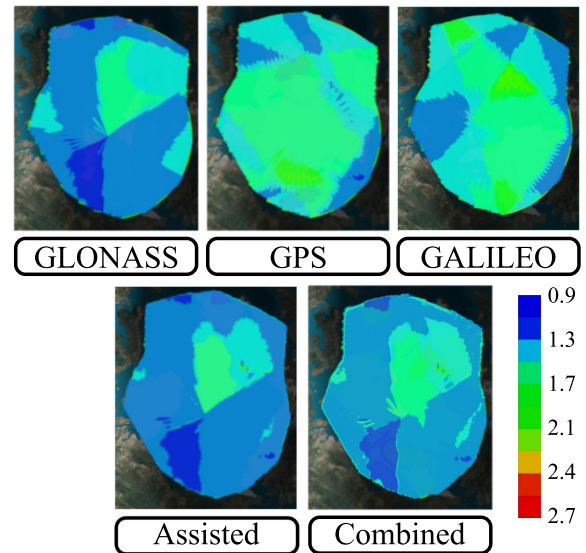 GLONASS
GPS
GALILEO
0.9
1.3
1.7
2.1
2.4
2.7
Assisted
Combined